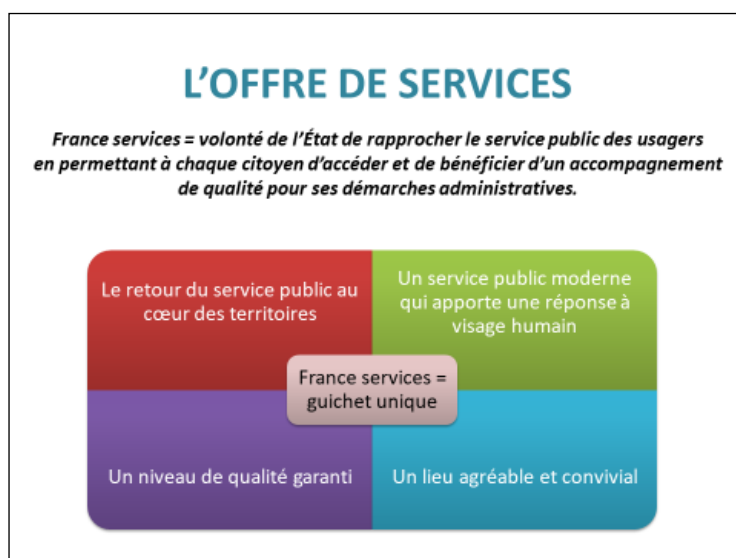 L'OFFRE DE SERVICES
France services = volonté de l'État de rapprocher le service public des usagers
en permettant à chaque citoyen d'accéder et de bénéficier d'un accompagnement
de qualité pour ses démarches administratives.
Le retour du service public au
cœur des territoires
Un service public moderne
qui apporte une réponse à
visage humain
France services =
guichet unique
Un niveau de qualité garanti
Un lieu agréable et convivial